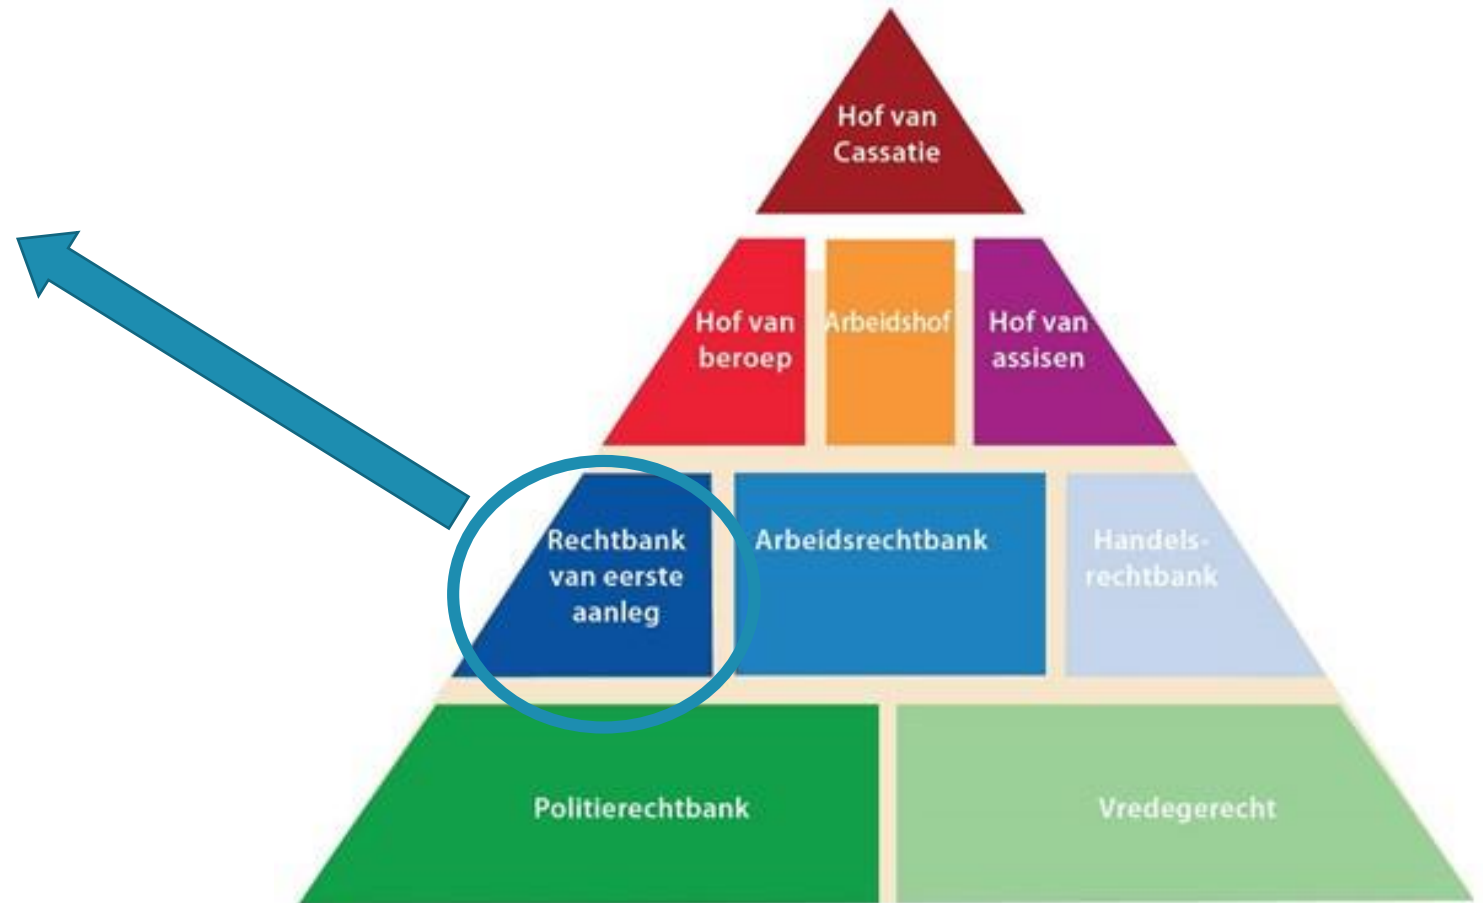 Hof van
Cassatie
Hof van
beroep
Arbeidshof
Hof van
assisen
Rechtbank
van eerste
aanleg
Arbeidsrechtbank
Handels-
rechtbank
Politierechtbank
Vredegerecht